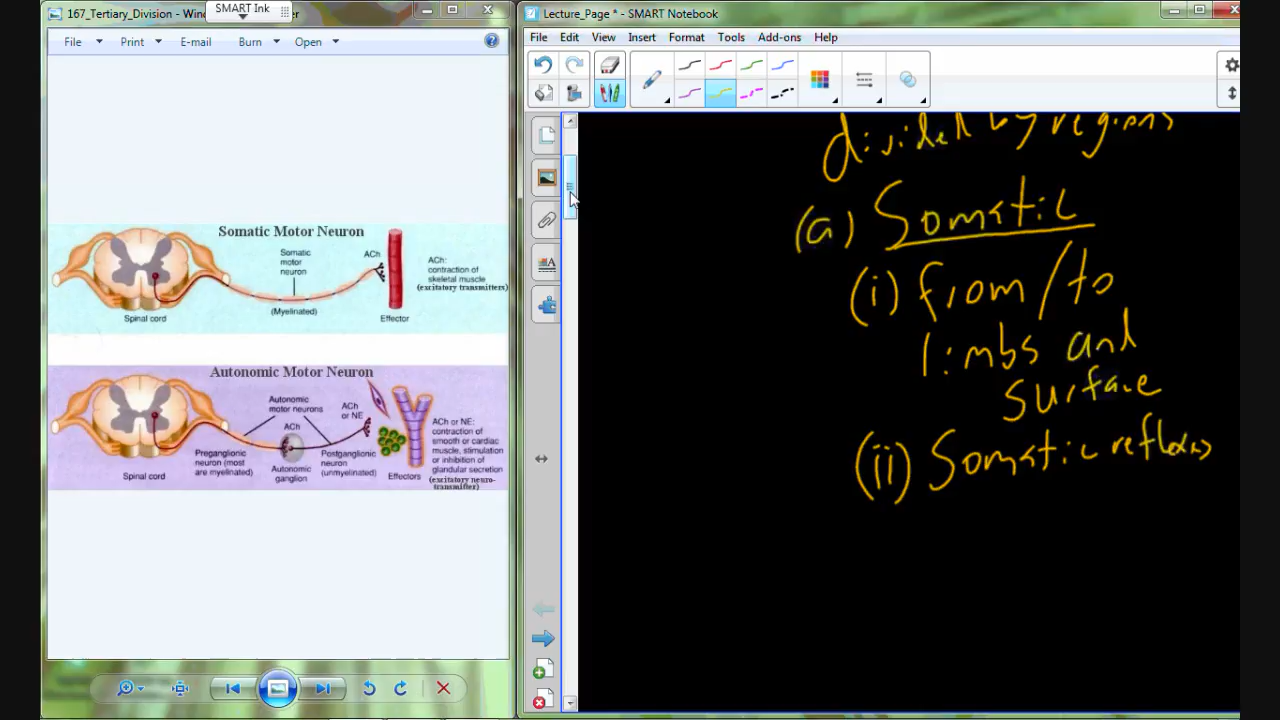 167_Tertiary_Division - Wind
SMART Ink
er
File Print E-mail Burn Open
Somatic Motor Neuron
Somatic
motor
neuron
ACh
ACh:
contraction of
skeletal muscle
(excitatory transmitters)
(Myelinated)
Spinal cord
Effector
Autonomic Motor Neuron
Autonomic
motor neurons
ACh
or NE
ACh
ACh or NE:
contraction of
smooth or cardiac
muscle, stimulation
or inhibition of
glandular secretion
(excitatory neuro-
transmitter)
Preganglionic
neuron (most
are myelinated)
Autonomic
ganglion
Postganglionic
neuron
(unmyelinated)
Spinal cord
Effectors
Lecture_Page * - SMART Notebook
File Edit View Insert Format Tools Add-ons Help
divided by regions
(a) Somatic
(i) from/to
limbs and
surface
(ii) Somatic reflexes